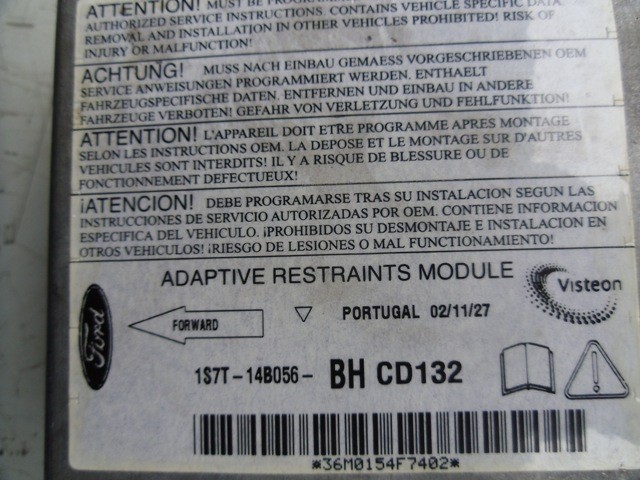 ATTENTION! MUST BE
AUTHORIZED SERVICE INSTRUCTIONS. CONTAINS VEHICLE SPECIFIC DATA
REMOVAL AND INSTALLATION IN OTHER VEHICLES PROHIBITED! RISK OF
INJURY OR MALFUNCTION!
ACHTUNG! MUSS NACH EINBAU GEMAESS VORGESCHRIEBENEN OEM
SERVICE ANWEISUNGEN PROGRAMMIERT WERDEN. ENTHAELT
FAHRZEUGSPEZIFISCHE DATEN. ENTFERNEN UND EINBAU IN ANDERE
FAHRZEUGE VERBOTEN! GEFAHR VON VERLETZUNG UND FEHLFUNKTION!
ATTENTION! L'APPAREIL DOIT ETRE PROGRAMME APRES MONTAGE
SELON LES INSTRUCTIONS OEM. LA DEPOSE ET LE MONTAGE SUR D'AUTRES
VEHICULES SONT INTERDITS! IL Y A RISQUE DE BLESSURE OU DE
FONCTIONNEMENT DEFECTUEUX!
¡ATENCION! DEBE PROGRAMARSE TRAS SU INSTALACION SEGUN LAS
INSTRUCCIONES DE SERVICIO AUTORIZADAS POR OEM. CONTIENE INFORMACION
ESPECIFICA DEL VEHICULO. ¡PROHIBIDOS SU DESMONTAJE E INSTALACION EN
OTROS VEHICULOS! ¡RIESGO DE LESIONES O MAL FUNCTIONAMIENTO!
ADAPTIVE RESTRAINTS MODULE
Visteon
Ford
FORWARD
PORTUGAL 02/11/27
1S7T-14B056- BH CD132
*36M0154F7402*